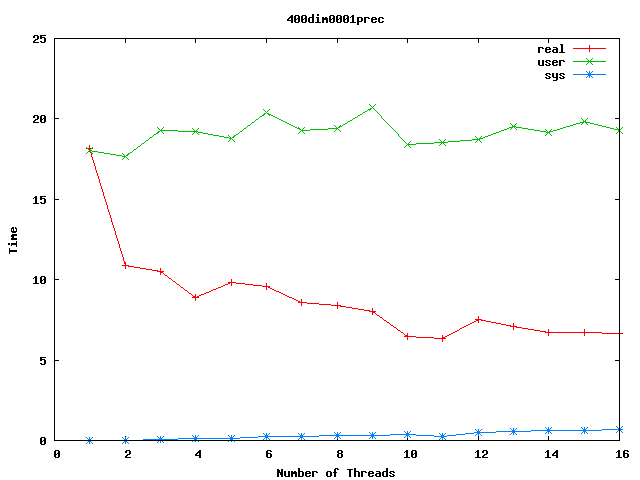 400dim0001prec
25
real
user
sys
20
15
Time
10
5
0
0 2 4 6 8 10 12 14 16
Number of Threads